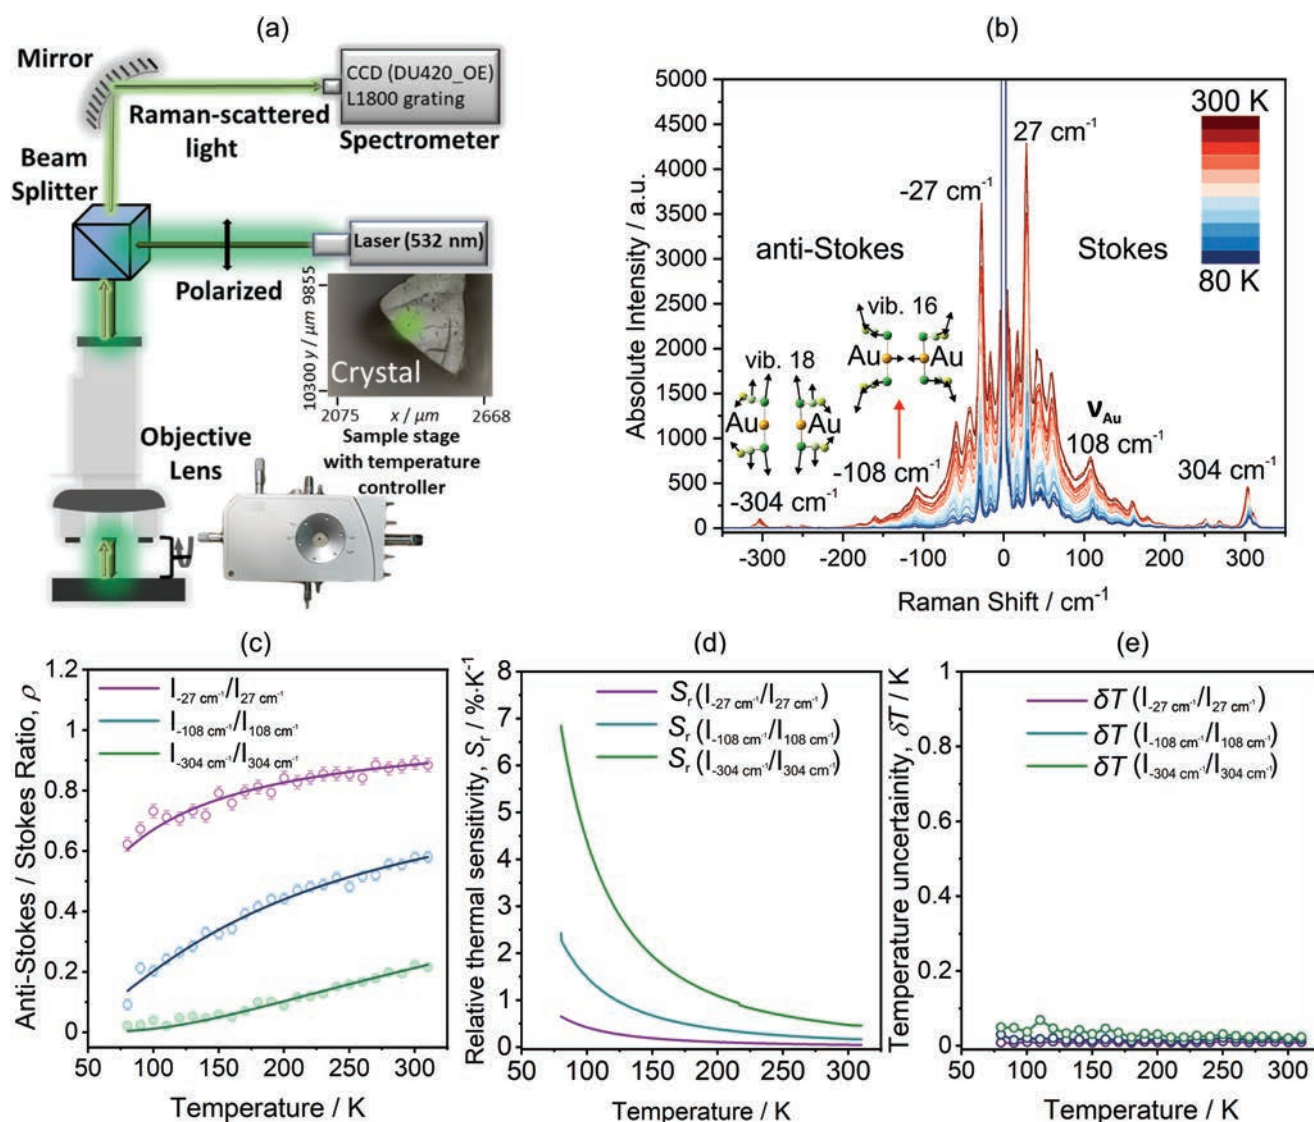 (a)
Mirror
CCD (DU420_OE)
L1800 grating
Raman-scattered
light
Spectrometer
Beam
Splitter
Laser (532 nm)
Polarized
10300 y / µm 9855
Crystal
2075 x / µm 2668
Sample stage
with temperature
controller
Objective
Lens
(b)
5000
4500
4000
3500
3000
2500
2000
1500
1000
500
0
Absolute Intensity / a.u.
300 K
80 K
27 cm⁻¹
-27 cm⁻¹
anti-Stokes
Stokes
vib. 16
Au Au
vib. 18
Au Au
νAu
108 cm⁻¹
-108 cm⁻¹
304 cm⁻¹
-304 cm⁻¹
-300 -200 -100 0 100 200 300
Raman Shift / cm⁻¹
(c)
1.2
1
0.8
0.6
0.4
0.2
0
Anti-Stokes / Stokes Ratio, ρ
I-27 cm⁻¹/I27 cm⁻¹
I-108 cm⁻¹/I108 cm⁻¹
I-304 cm⁻¹/I304 cm⁻¹
50 100 150 200 250 300
Temperature / K
(d)
8
7
6
5
4
3
2
1
0
Relative thermal sensitivity, Sr / %·K⁻¹
Sr (I-27 cm⁻¹/I27 cm⁻¹)
Sr (I-108 cm⁻¹/I108 cm⁻¹)
Sr (I-304 cm⁻¹/I304 cm⁻¹)
50 100 150 200 250 300
Temperature / K
(e)
1
0.8
0.6
0.4
0.2
0
Temperature uncertainity, δT / K
δT (I-27 cm⁻¹/I27 cm⁻¹)
δT (I-108 cm⁻¹/I108 cm⁻¹)
δT (I-304 cm⁻¹/I304 cm⁻¹)
50 100 150 200 250 300
Temperature / K